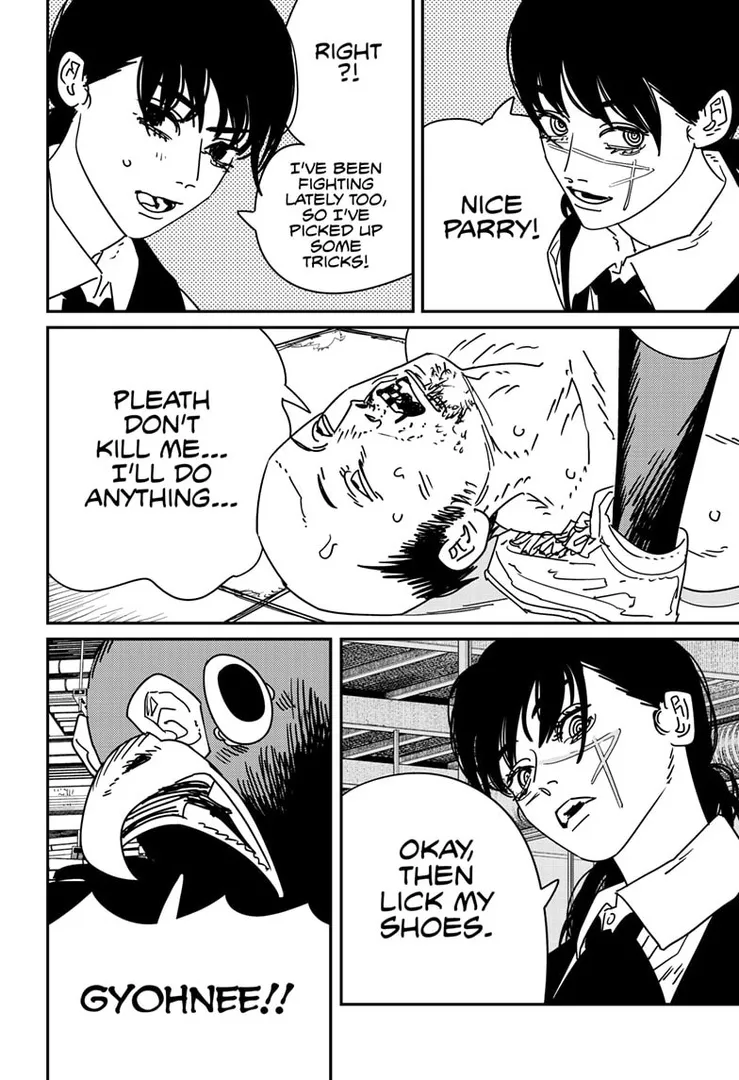 NICE
PARRY!
RIGHT
?!
I'VE BEEN
FIGHTING
LATELY TOO,
SO I'VE
PICKED UP
SOME
TRICKS!
PLEATH
DON'T
KILL ME...
I'LL DO
ANYTHING...
OKAY,
THEN
LICK MY
SHOES.
GYOHNEE!!